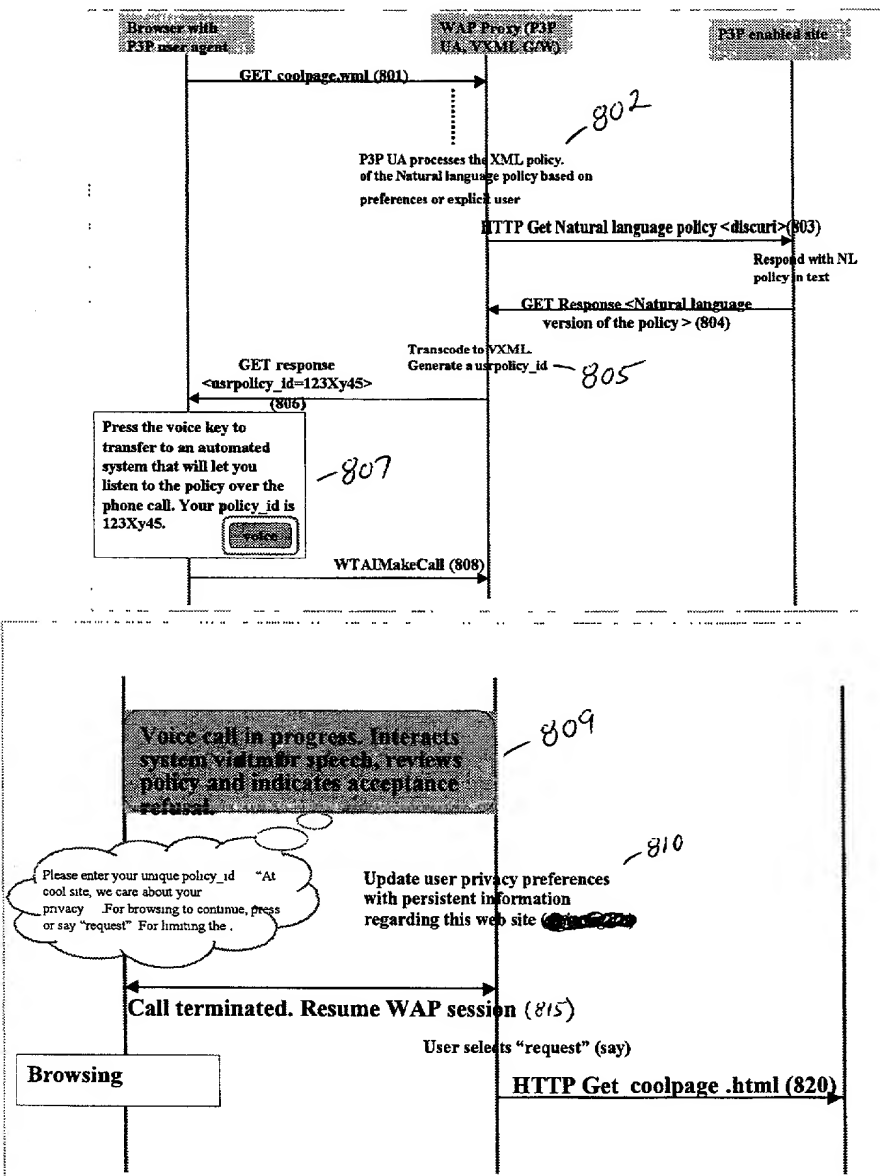 Browser with
P3P user agent
WAP Proxy (P3P
UA, VXML G/W)
P3P enabled site
GET coolpage.wml (801)
802
P3P UA processes the XML policy.
of the Natural language policy based on
preferences or explicit user
HTTP Get Natural language policy <discuri>(803)
Respond with NL
policy in text
GET Response <Natural language
version of the policy > (804)
Transcode to VXML.
Generate a usrpolicy_id
805
GET response
<usrpolicy_id=123Xy45>
(806)
Press the voice key to
transfer to an automated
system that will let you
listen to the policy over the
phone call. Your policy_id is
123Xy45.
voice
807
WTAIMakeCall (808)
Voice call in progress. Interacts
system speech, reviews
policy and indicates acceptance
refusal.
809
Please enter your unique policy_id "At
cool site, we care about your
privacy .For browsing to continue, press
or say "request" For limiting the .
810
Update user privacy preferences
with persistent information
regarding this web site
Call terminated. Resume WAP session (815)
User selects "request" (say)
Browsing
HTTP Get coolpage .html (820)